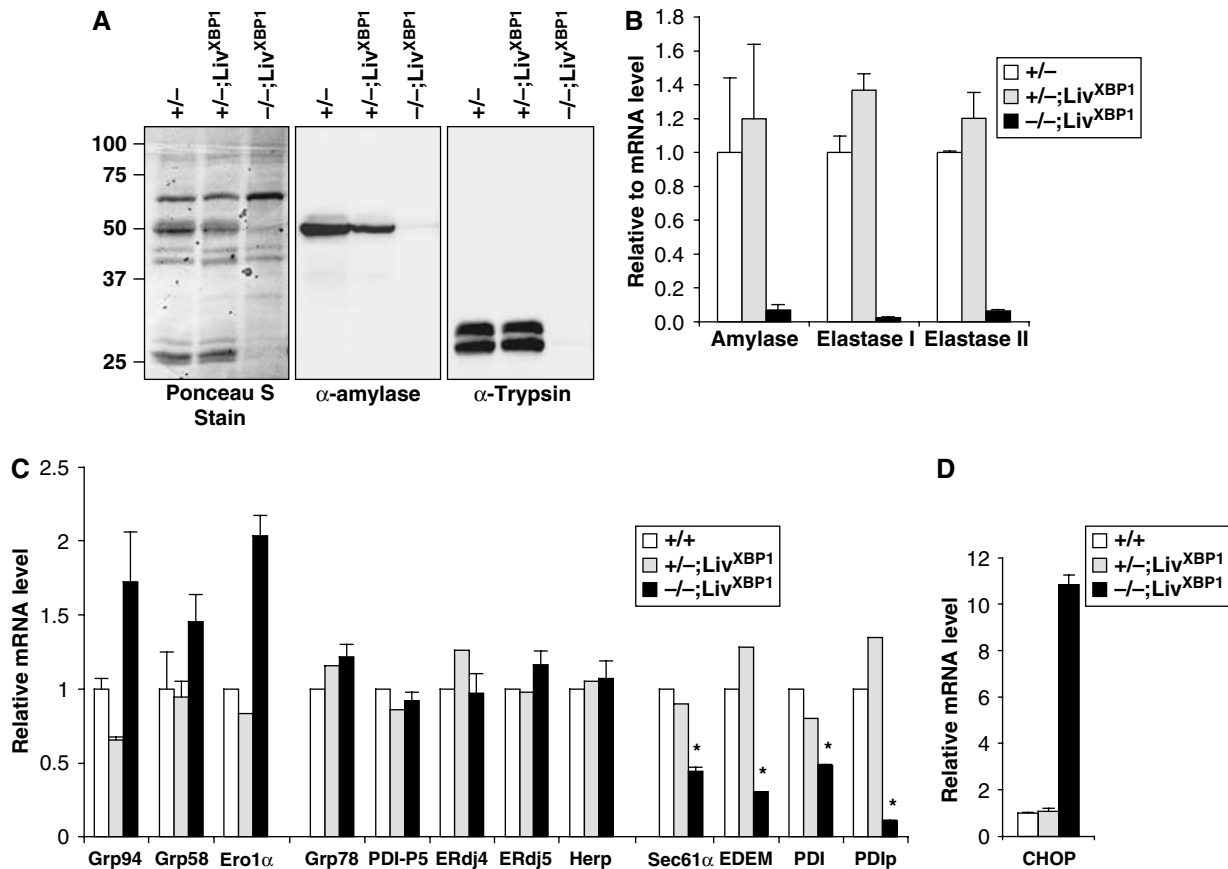 A
+/–
+/–;Liv^XBP1
–/–;Liv^XBP1
+/–
+/–;Liv^XBP1
–/–;Liv^XBP1
+/–
+/–;Liv^XBP1
–/–;Liv^XBP1
100
75
50
37
25
Ponceau S
Stain
α-amylase
α-Trypsin
B
Relative to mRNA level
1.8
1.6
1.4
1.2
1.0
0.8
0.6
0.4
0.2
0.0
Amylase
Elastase I
Elastase II
+/–
+/–;Liv^XBP1
–/–;Liv^XBP1
C
Relative mRNA level
2.5
2
1.5
1
0.5
0
+/+
+/–;Liv^XBP1
–/–;Liv^XBP1
*
*
*
*
Grp94
Grp58
Ero1α
Grp78
PDI-P5
ERdj4
ERdj5
Herp
Sec61α
EDEM
PDI
PDIp
D
Relative mRNA level
12
10
8
6
4
2
0
CHOP
+/+
+/–;Liv^XBP1
–/–;Liv^XBP1